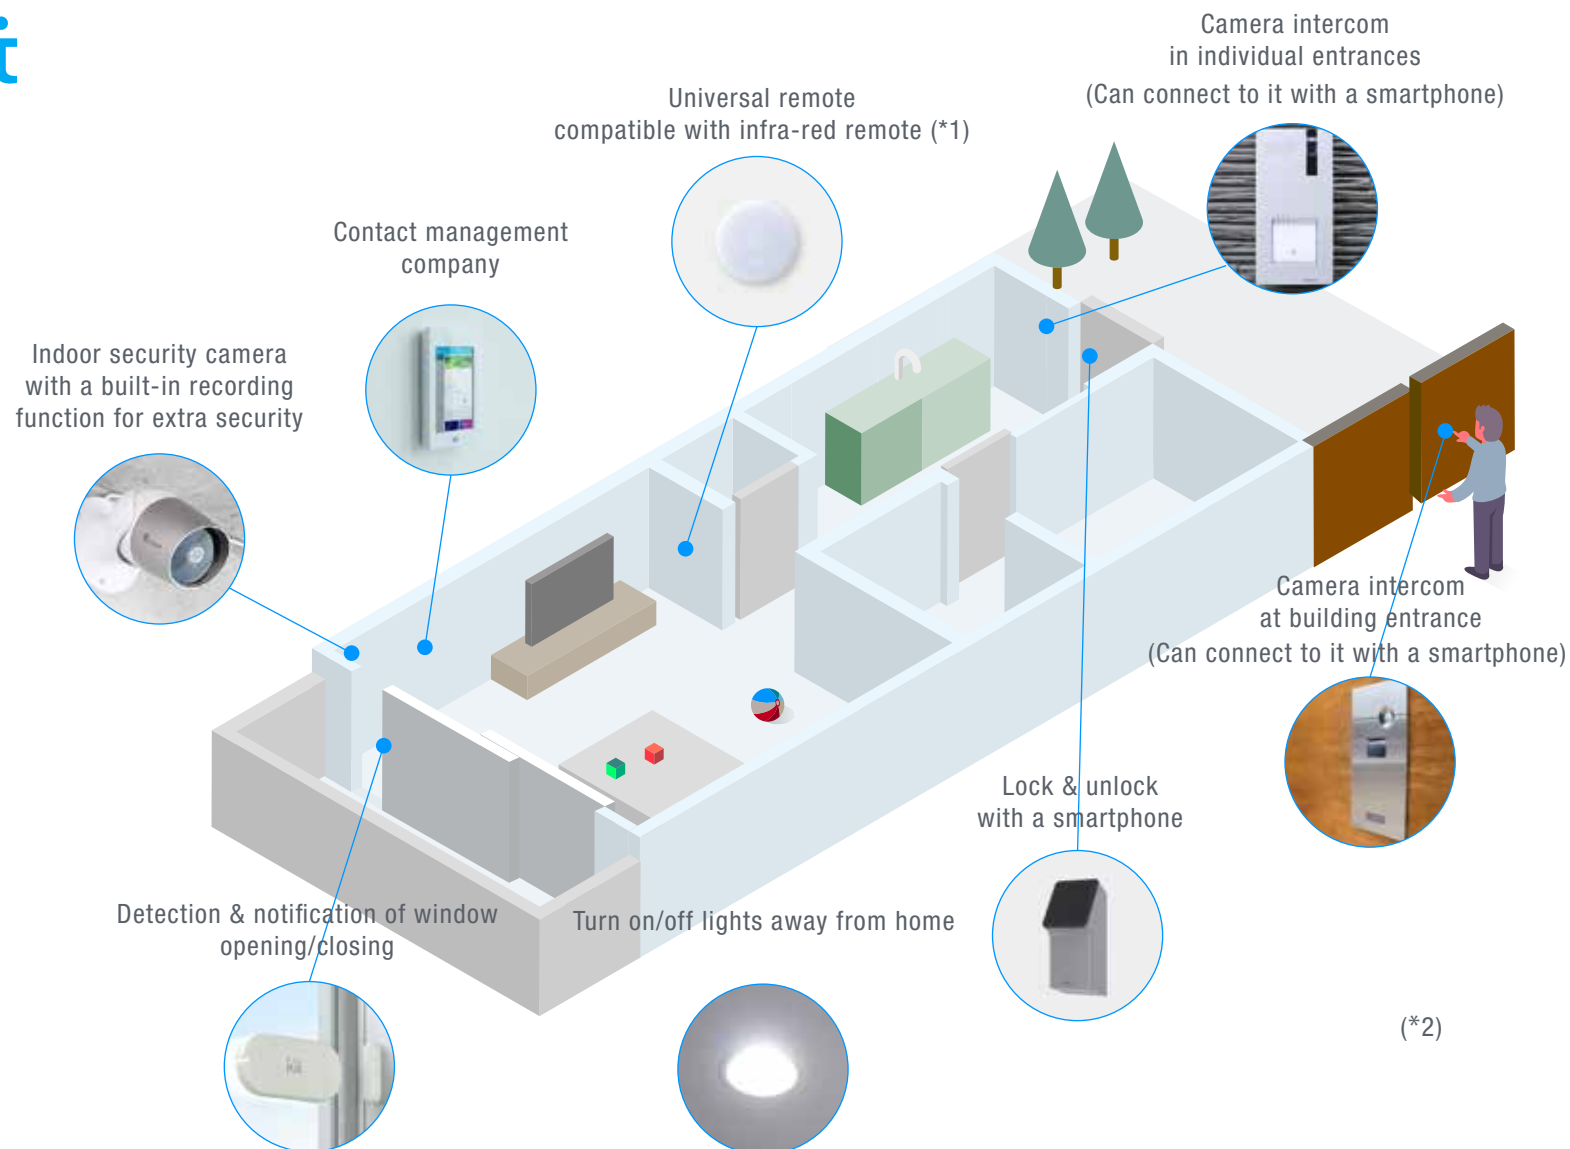 t
Camera intercom
in individual entrances
(Can connect to it with a smartphone)
Universal remote
compatible with infra-red remote (*1)
Contact management
company
Indoor security camera
with a built-in recording
function for extra security
Camera intercom
at building entrance
(Can connect to it with a smartphone)
Lock & unlock
with a smartphone
Detection & notification of window
opening/closing
Turn on/off lights away from home
(*2)